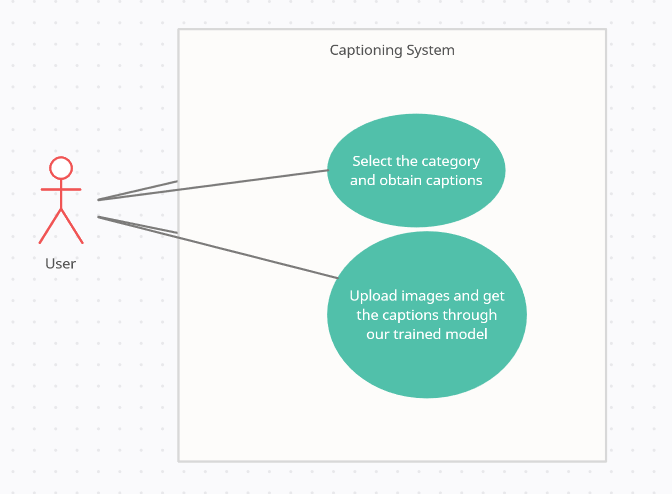 Captioning System
Select the category
and obtain captions
User
Upload images and get
the captions through
our trained model